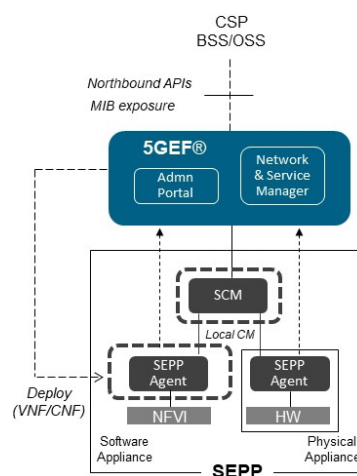 CSP
BSS/OSS
Northbound APIs
MIB exposure
5GEF®
Admn
Portal
Network
& Service
Manager
SCM
Local CM
SEPP
Agent
SEPP
Agent
Deploy
(VNF/CNF)
NFVI
HW
Software
Appliance
Physical
Appliance
SEPP